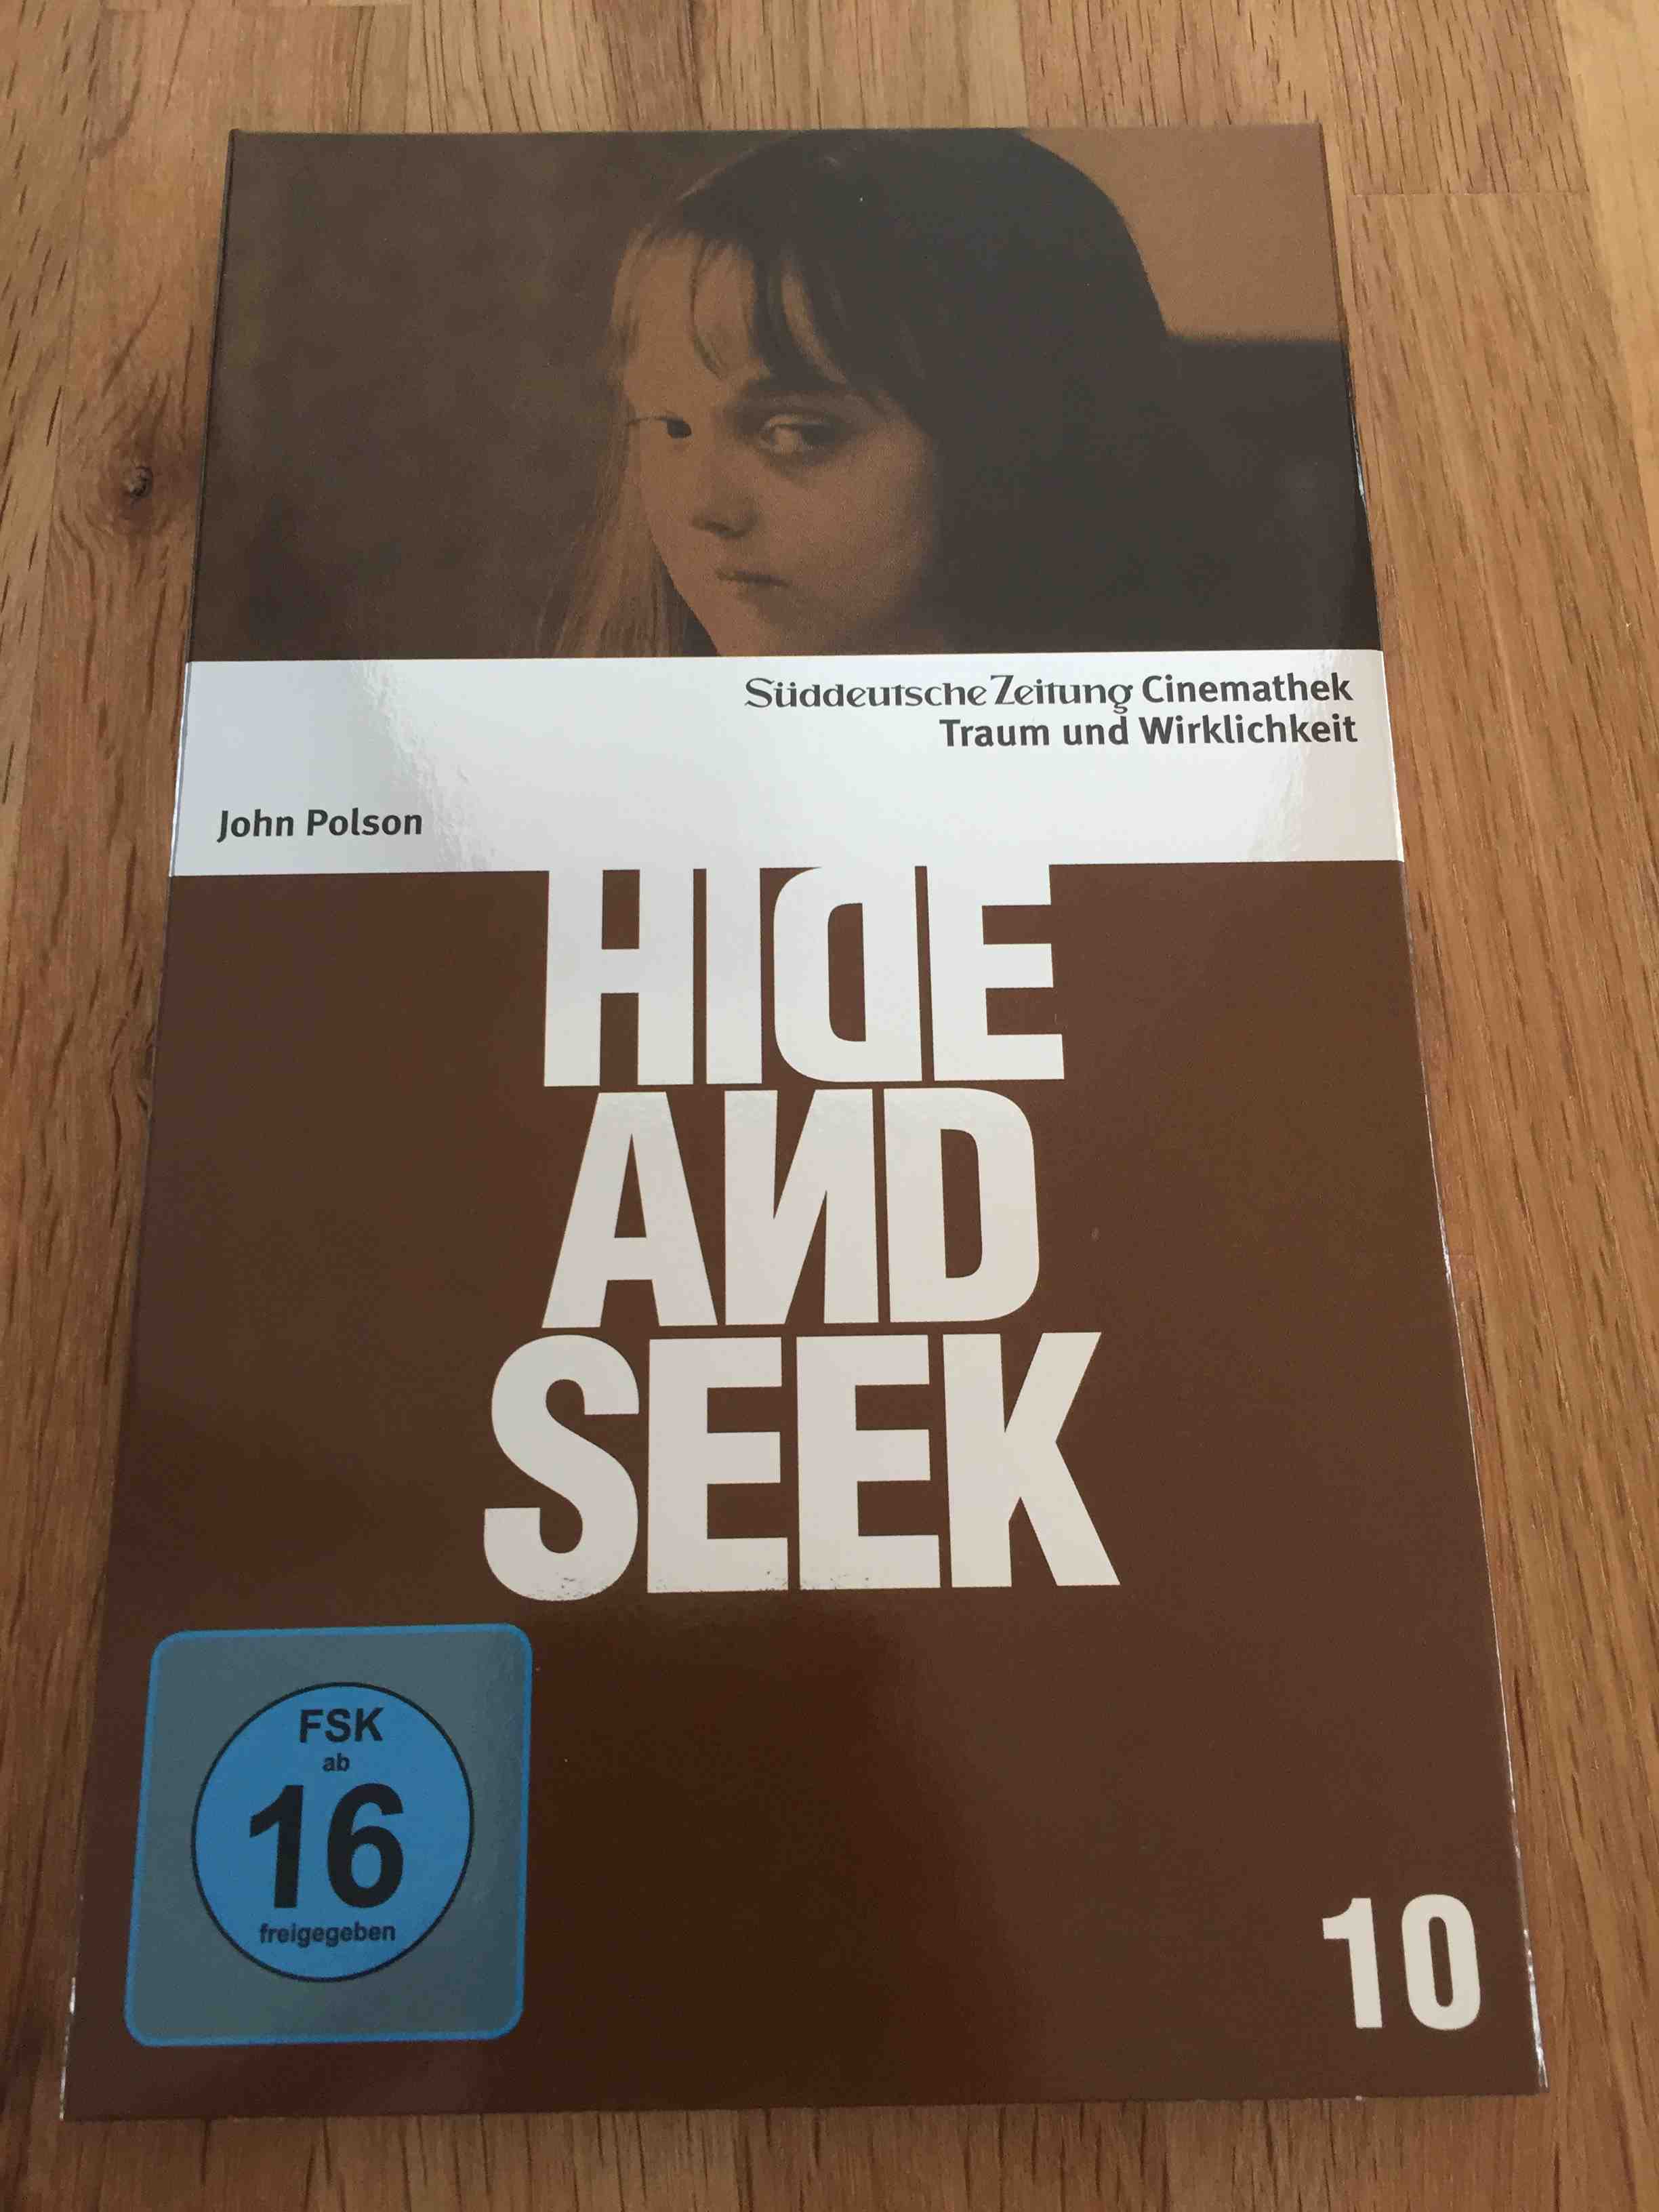 Süddeutsche Zeitung Cinemathek
Traum und Wirklichkeit
John Polson
HIDE
AND
SEEK
FSK
ab
16
freigegeben
10